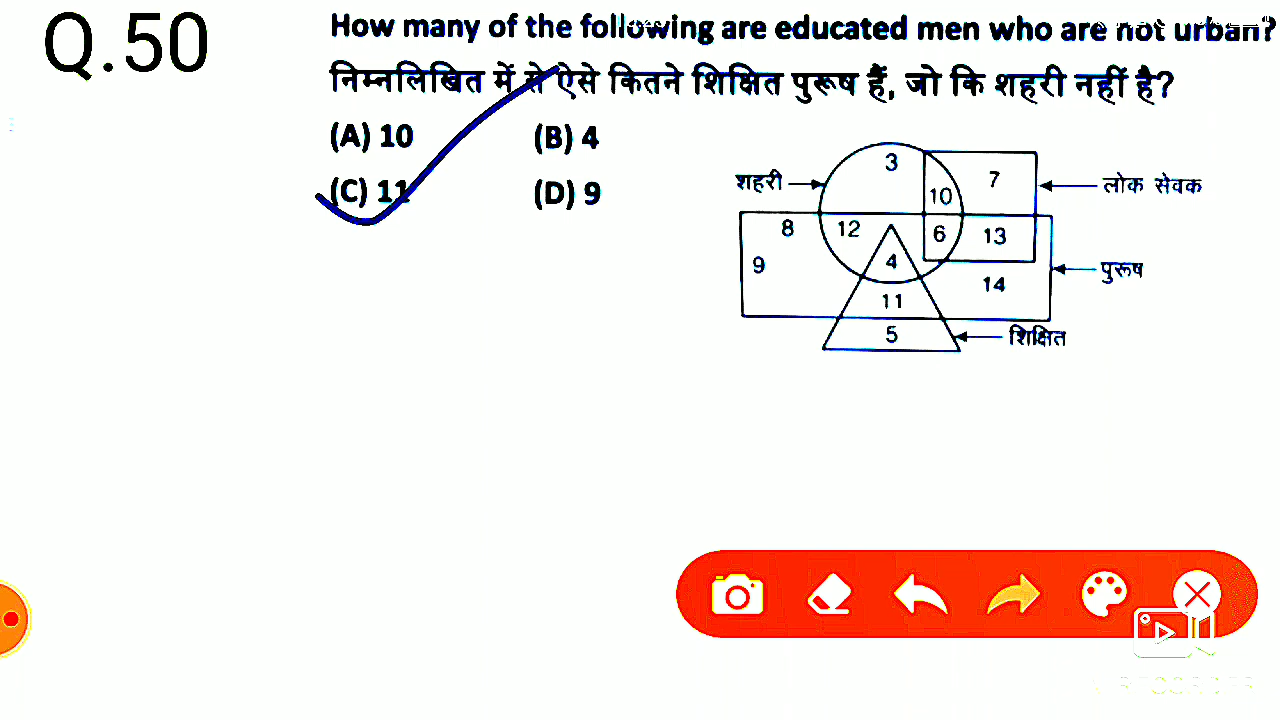 Q.50
How many of the following are educated men who are not urban?
निम्नलिखित में से ऐसे कितने शिक्षित पुरूष हैं, जो कि शहरी नहीं है?
(A) 10 (B) 4
(C) 11 (D) 9
3
शहरी
7
लोक सेवक
10
8
12
6
13
9
4
पुरूष
14
11
5
शिक्षित